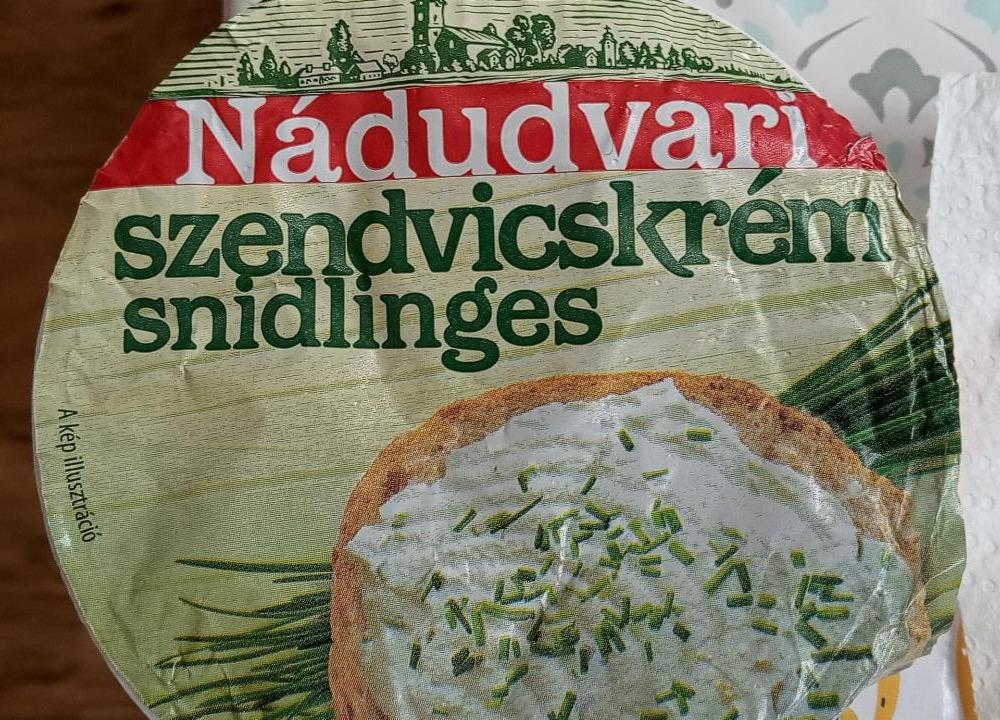 Nádudvari
szendvicskrém
snidlinges
A kép illusztráció